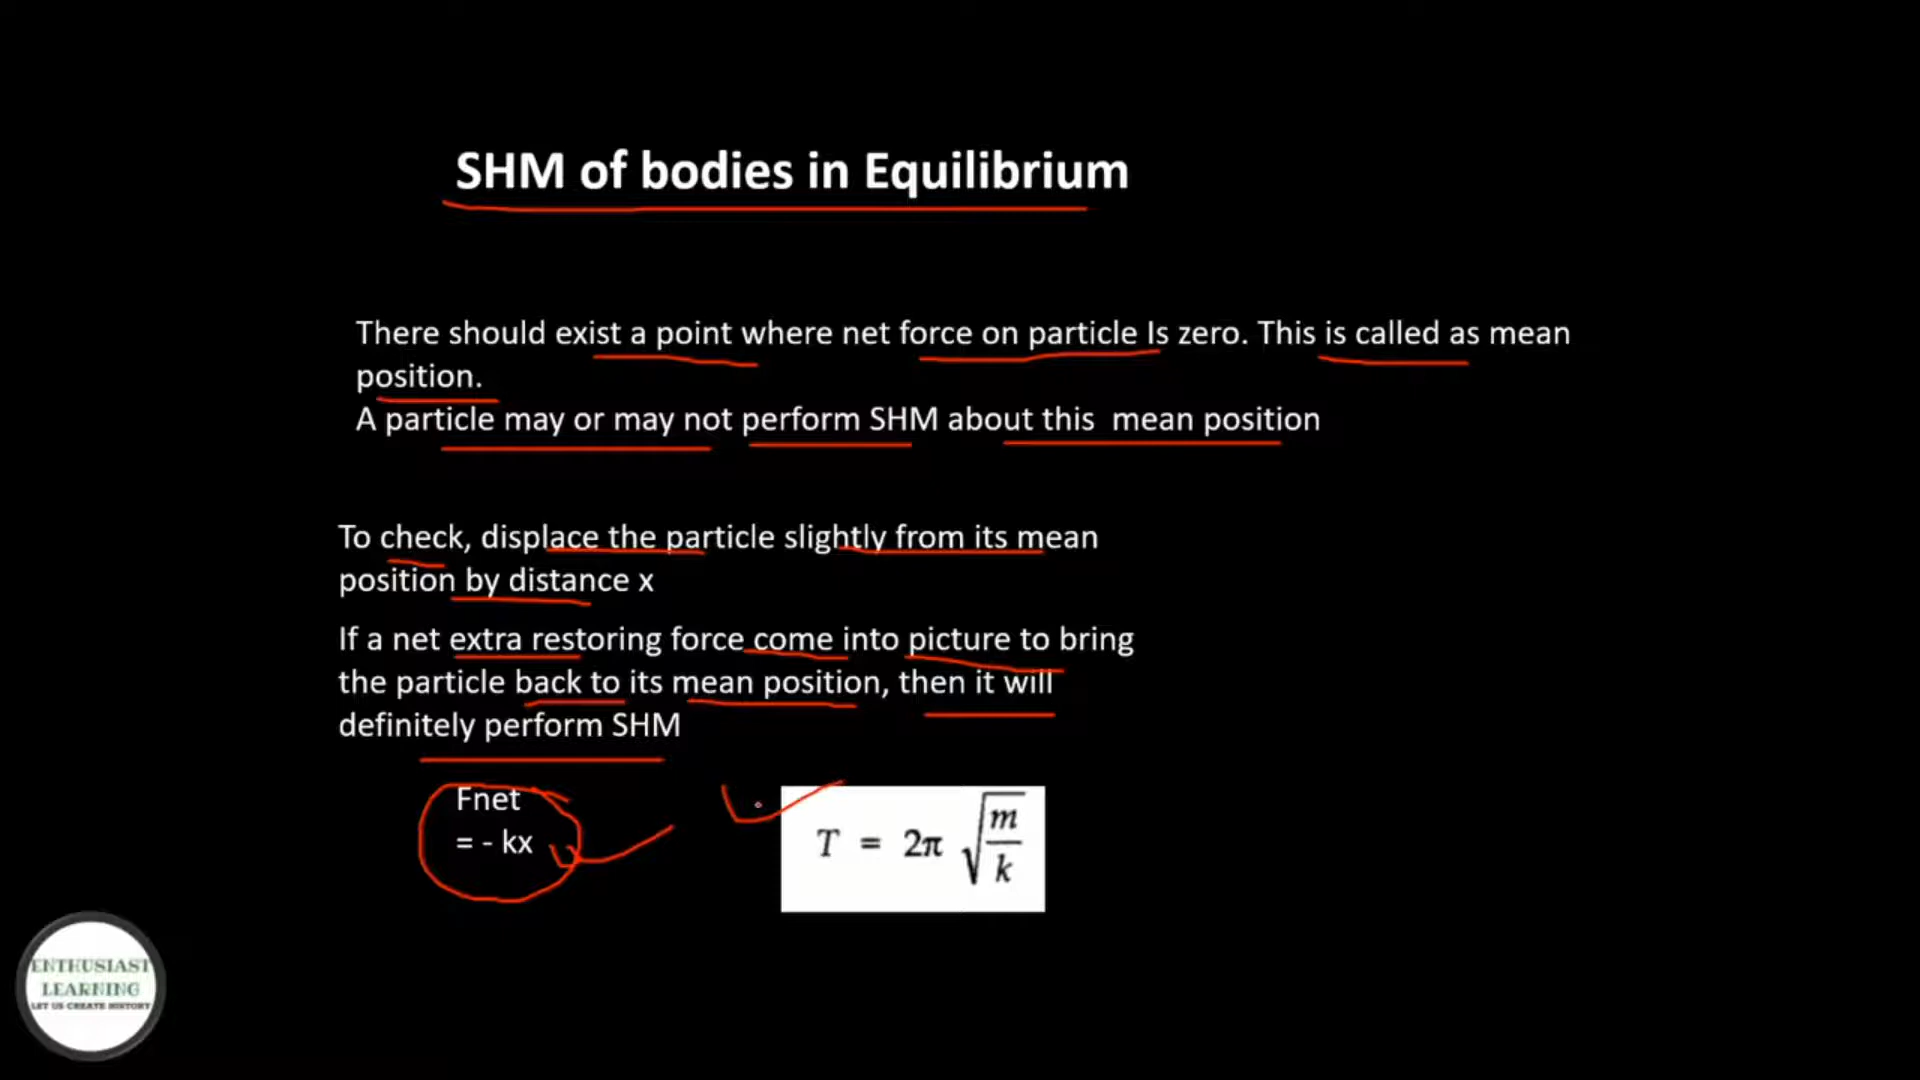 SHM of bodies in Equilibrium
There should exist a point where net force on particle Is zero. This is called as mean
position.
A particle may or may not perform SHM about this mean position
To check, displace the particle slightly from its mean
position by distance x
If a net extra restoring force come into picture to bring
the particle back to its mean position, then it will
definitely perform SHM
Fnet
= - kx
T = 2π √(m/k)
ENTHUSIAST
LEARNING
LET US CREATE HISTORY